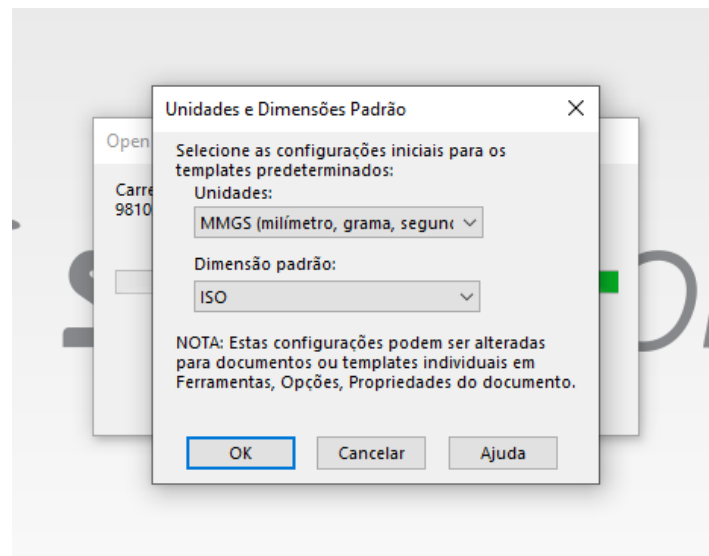 Unidades e Dimensões Padrão
Open
Selecione as configurações iniciais para os
templates predeterminados:
Carre
9810
Unidades:
MMGS (milímetro, grama, segun
Dimensão padrão:
ISO
NOTA: Estas configurações podem ser alteradas
para documentos ou templates individuais em
Ferramentas, Opções, Propriedades do documento.
OK
Cancelar
Ajuda